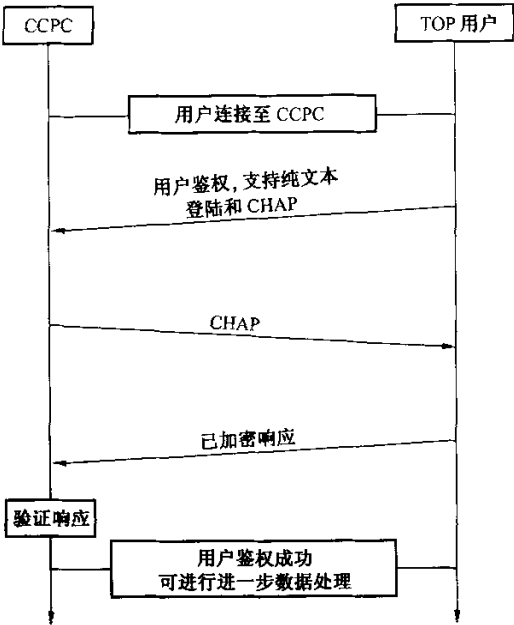 CCPC
TOP 用户
用户连接至 CCPC
用户鉴权，支持纯文本
登陆和 CHAP
CHAP
已加密响应
验证响应
用户鉴权成功
可进行进一步数据处理